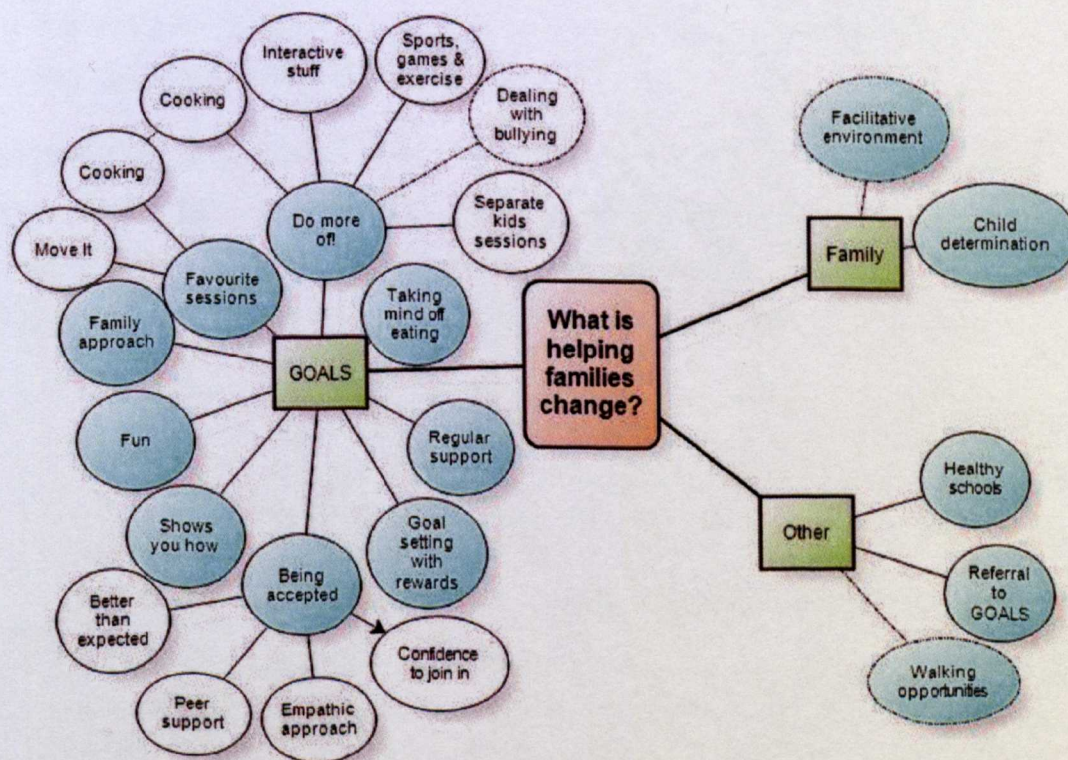 Interactive
stuff
Sports,
games &
exercise
Cooking
Dealing
with
bullying
Cooking
Do more
of!
Separate
kids
sessions
Move It
Favourite
sessions
Taking
mind off
eating
Family
approach
GOALS
Fun
Regular
support
Shows
you how
Goal
setting
with
rewards
Being
accepted
Better
than
expected
Confidence
to join in
Peer
support
Empathic
approach
What is
helping
families
change?
Facilitative
environment
Family
Child
determination
Other
Healthy
schools
Referral
to
GOALS
Walking
opportunities